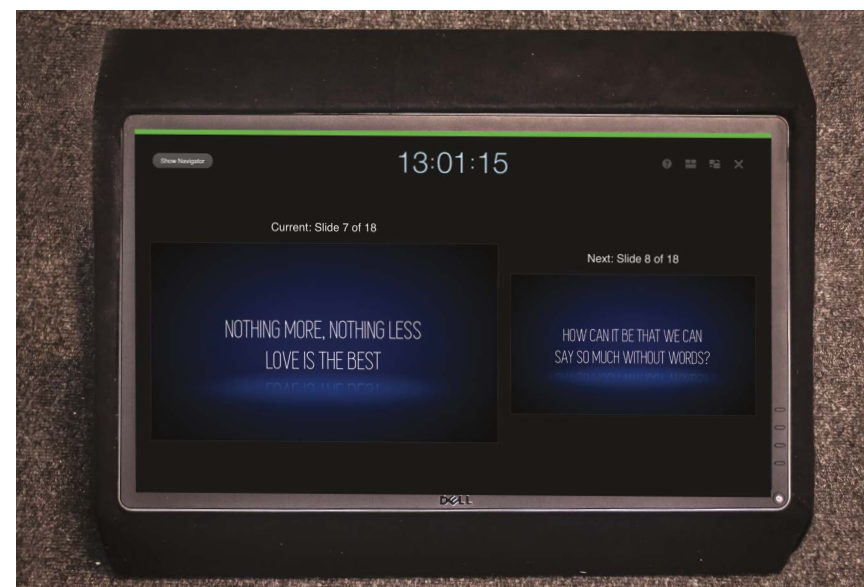 Show Navigator
13:01:15
Current: Slide 7 of 18
NOTHING MORE, NOTHING LESS
LOVE IS THE BEST
Next: Slide 8 of 18
HOW CAN IT BE THAT WE CAN
SAY SO MUCH WITHOUT WORDS?
DELL